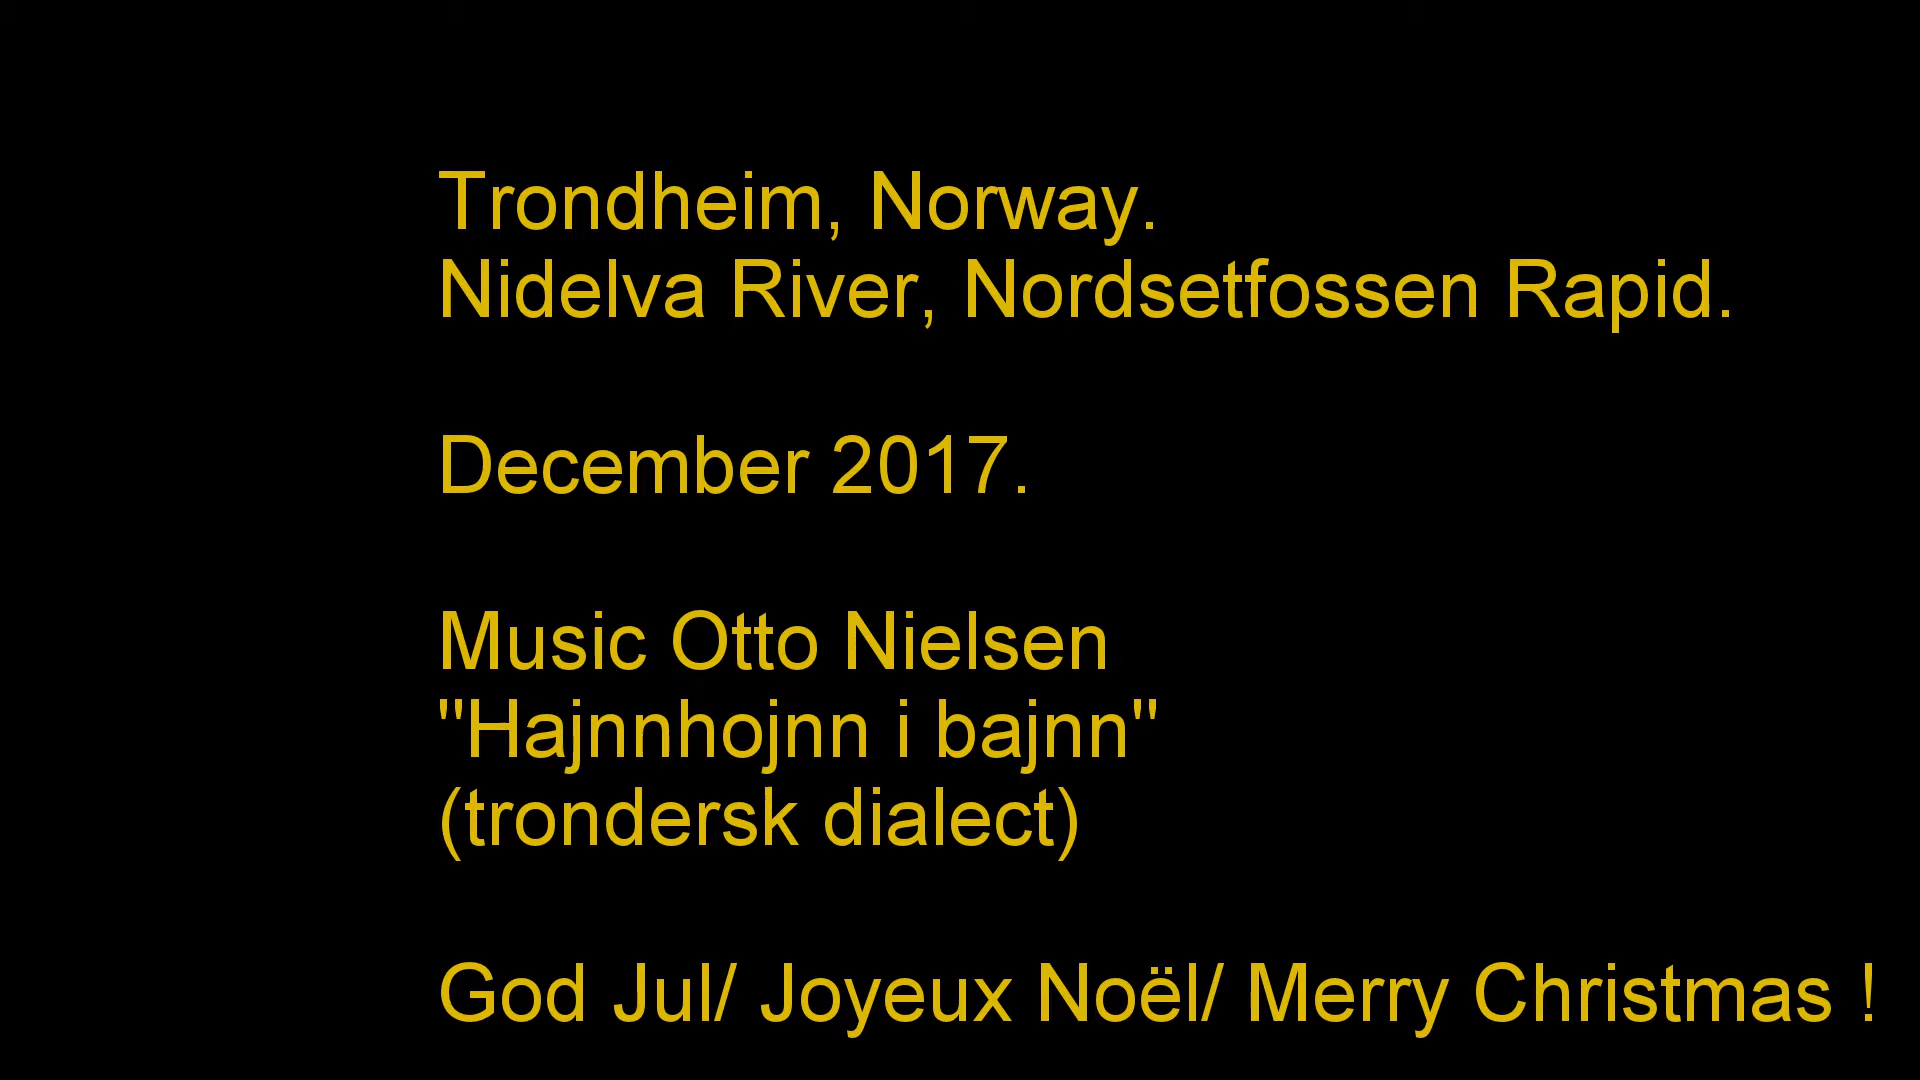 Trondheim, Norway.
Nidelva River, Nordsetfossen Rapid.
December 2017.
Music Otto Nielsen
"Hajnnhojnn i bajnn"
(trondersk dialect)
God Jul/ Joyeux Noël/ Merry Christmas !